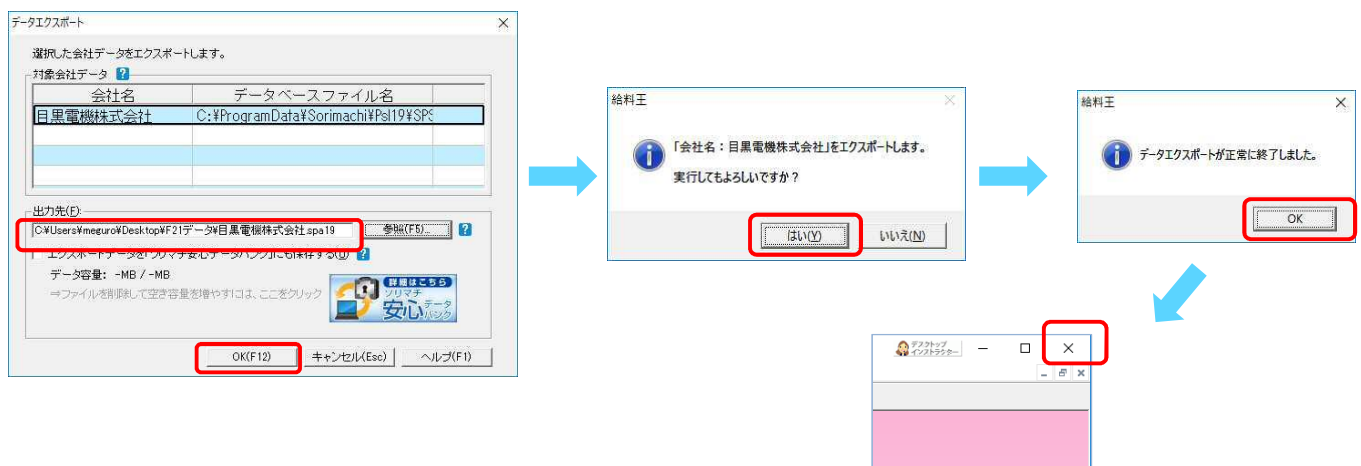 データエクスポート
選択した会社データをエクスポートします。
対象会社データ ?
会社名 データベースファイル名
目黒電機株式会社 C:¥ProgramData¥Sorimachi¥Psl19¥SPS
出力先(F):
C:¥Users¥meguro¥Desktop¥F21データ¥目黒電機株式会社.spa19 参照(F5)... ?
エクスポートデータを「ソリマチ安心データバンク」にも保存する(U) ?
データ容量: -MB / -MB
⇒ファイルを削除して空き容量を増やすには、ここをクリック
詳細はこちら
ソリマチ
安心データバンク
OK(F12) キャンセル(Esc) ヘルプ(F1)
給料王
「会社名：目黒電機株式会社」をエクスポートします。
実行してもよろしいですか？
はい(Y) いいえ(N)
給料王
データエクスポートが正常に終了しました。
OK
デスクトップ
インストラクター